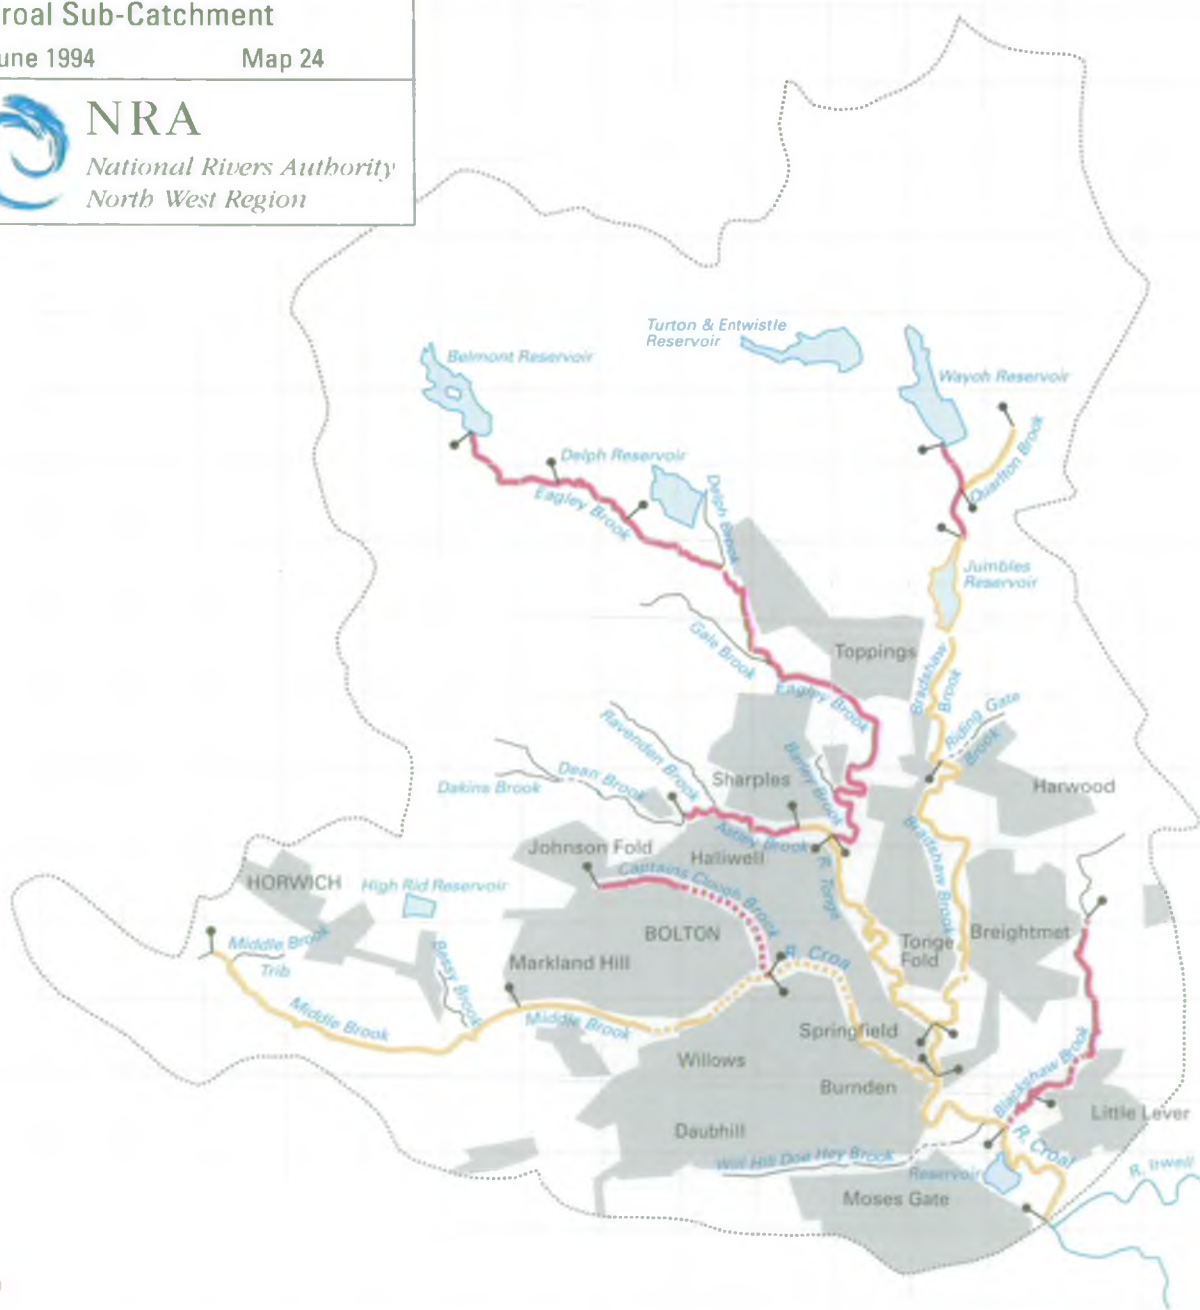 roal Sub-Catchment
une 1994 Map 24
NRA
National Rivers Authority
North West Region
Turton & Entwistle
Reservoir
Belmont Reservoir
Wayoh Reservoir
Delph Reservoir
Quarlton Brook
Eagley Brook
Delph Brook
Jumbles
Reservoir
Gale Brook
Toppings
Bradshaw
Brook
Eagley Brook
Riding Gate
Brook
Ravenden Brook
Dean Brook
Dakins Brook
Sharples
Harwood
Astley Brook
Bradshaw Brook
Johnson Fold
Halliwell
R. Tonge
Captains Clough Brook
HORWICH
High Rid Reservoir
BOLTON
Breightmet
Tonge
Fold
Middle Brook
Trib
Bessy Brook
Markland Hill
R. Croa
Middle Brook
Middle Brook
Springfield
Willows
Burnden
Blackshaw Brook
Little Lever
Daubhill
R. Croal
Will Hill Doe Hey Brook
Reservoir
R. Irwell
Moses Gate